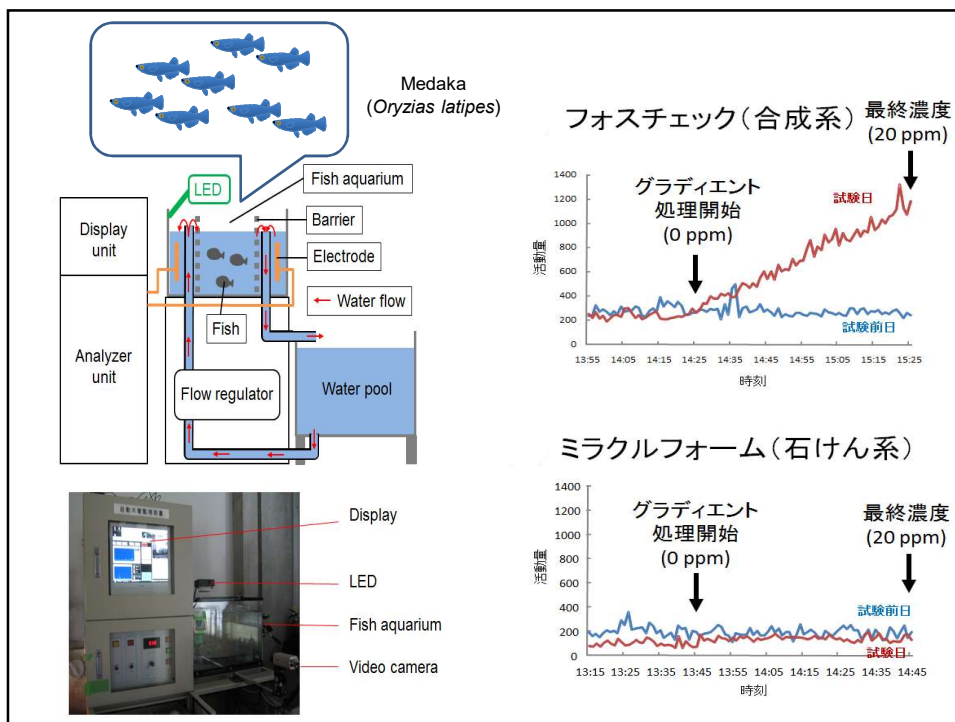 Medaka
(Oryzias latipes)
LED
Fish aquarium
Barrier
Electrode
Water flow
Fish
Display
unit
Analyzer
unit
Flow regulator
Water pool
Display
LED
Fish aquarium
Video camera
フォスチェック(合成系)
最終濃度
(20 ppm)
グラディエント
処理開始
(0 ppm)
試験日
試験前日
活動量
1400
1200
1000
800
600
400
200
0
13:55 14:05 14:15 14:25 14:35 14:45 14:55 15:05 15:15 15:25
時刻
ミラクルフォーム(石けん系)
グラディエント
処理開始
(0 ppm)
最終濃度
(20 ppm)
試験前日
試験日
活動量
1400
1200
1000
800
600
400
200
0
13:15 13:25 13:35 13:45 13:55 14:05 14:15 14:25 14:35 14:45
時刻